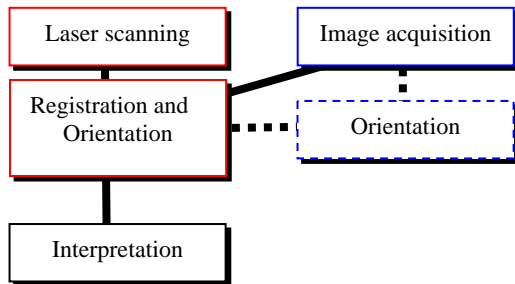 Laser scanning
Image acquisition
Registration and
Orientation
Orientation
Interpretation